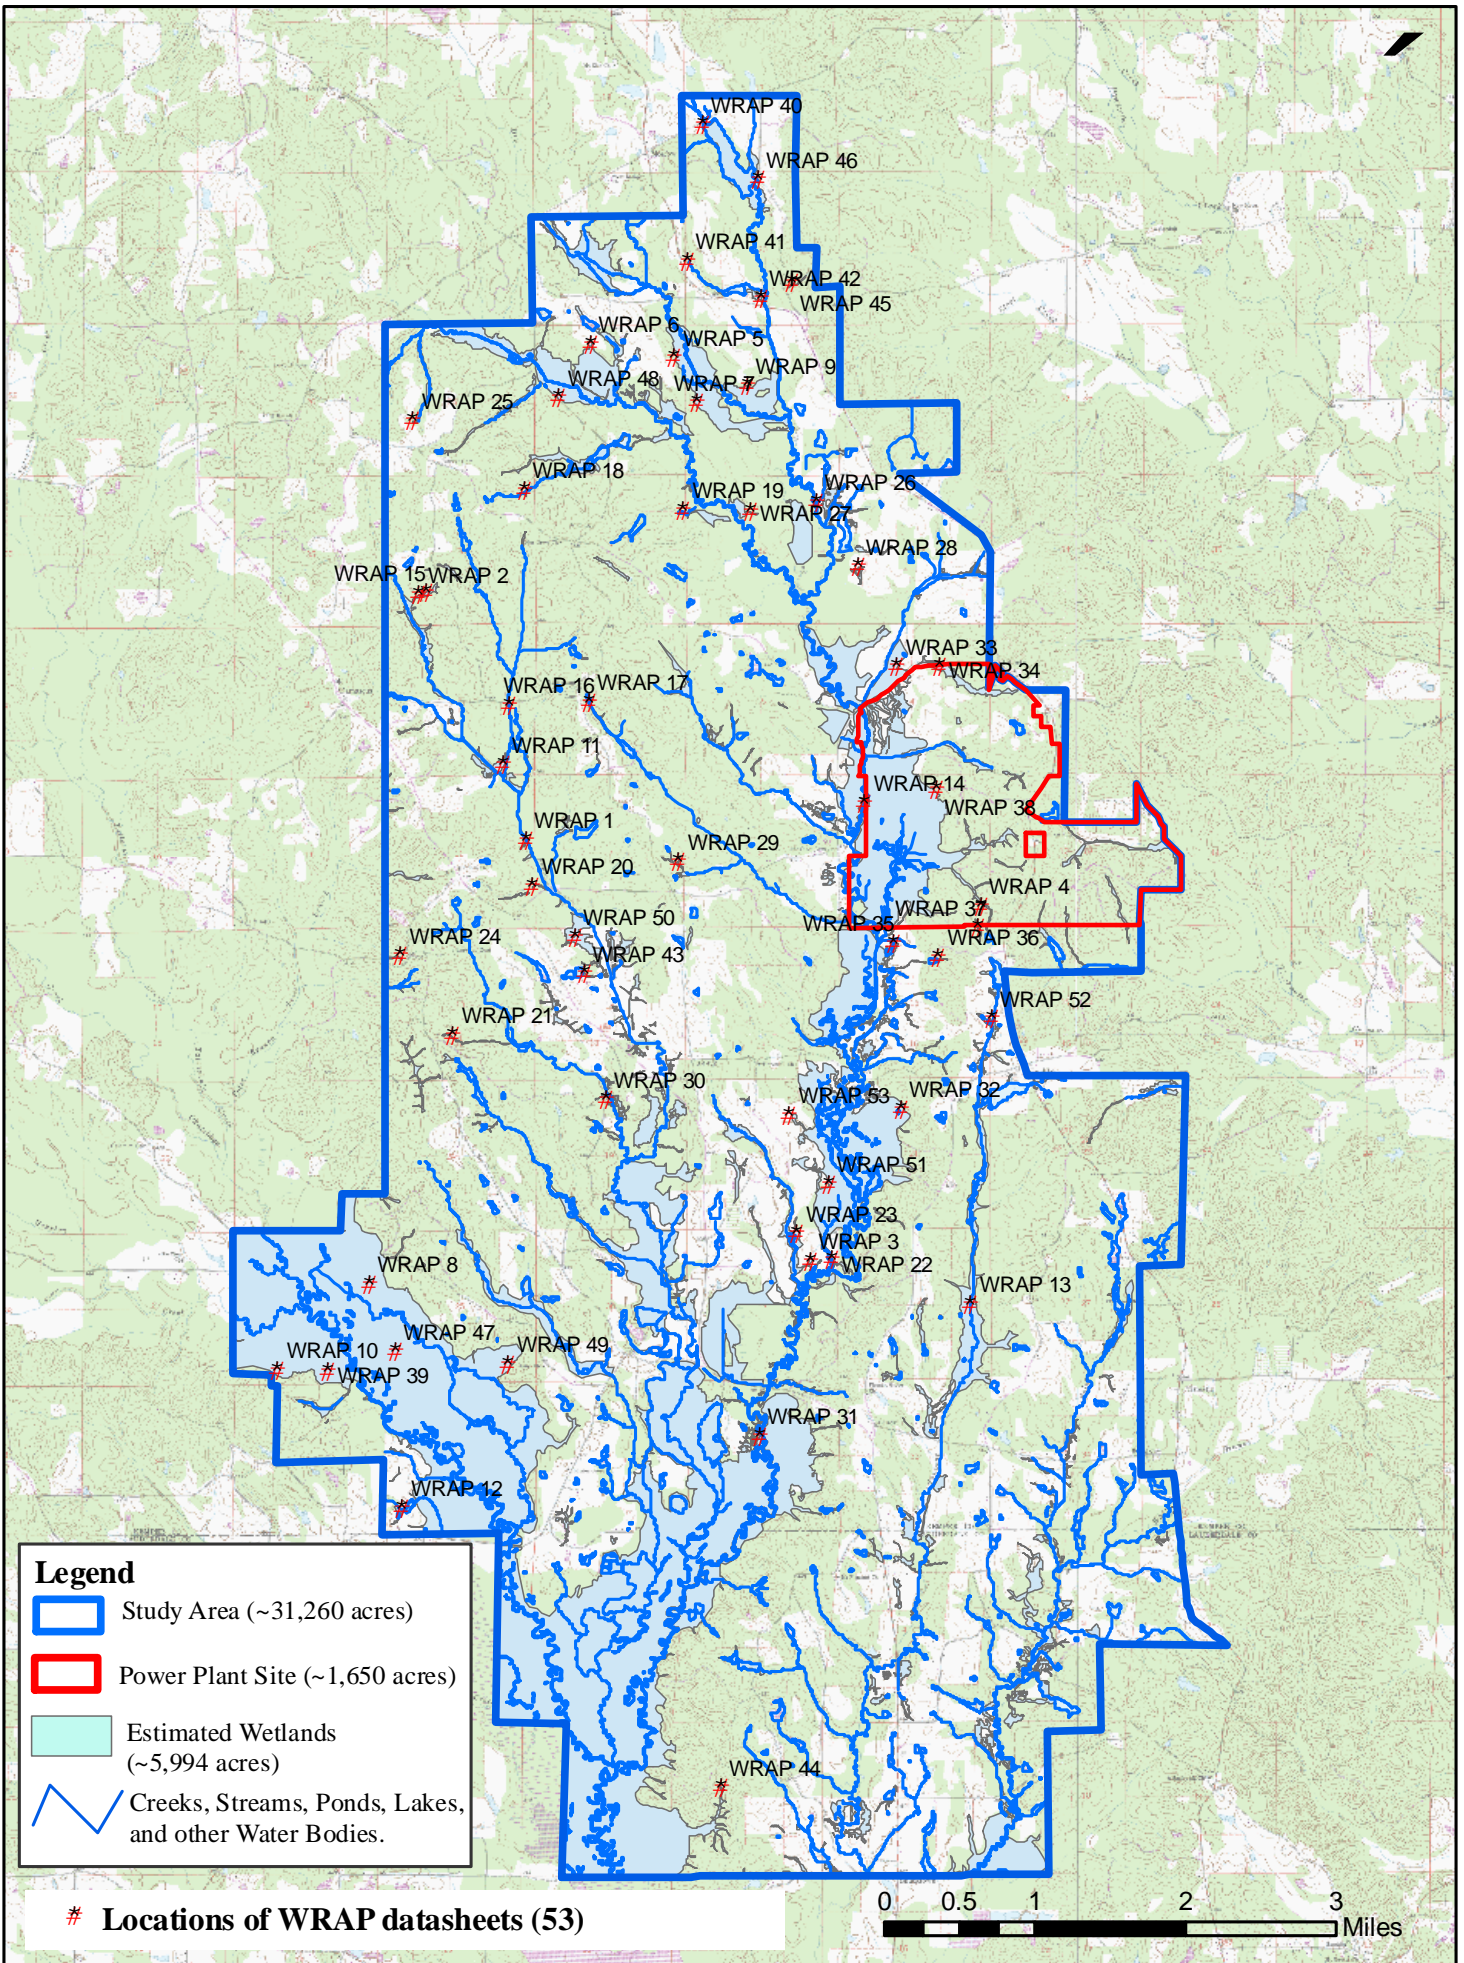 WRAP 40
WRAP 46
WRAP 41
WRAP 42
WRAP 45
WRAP 6
WRAP 5
WRAP 9
WRAP 48
WRAP 7
WRAP 25
WRAP 18
WRAP 26
WRAP 19
WRAP 27
WRAP 28
WRAP 15
WRAP 2
WRAP 33
WRAP 34
WRAP 16
WRAP 17
WRAP 11
WRAP 14
WRAP 38
WRAP 1
WRAP 29
WRAP 20
WRAP 4
WRAP 37
WRAP 35
WRAP 50
WRAP 36
WRAP 24
WRAP 43
WRAP 52
WRAP 21
WRAP 30
WRAP 53
WRAP 32
WRAP 51
WRAP 23
WRAP 3
WRAP 22
WRAP 8
WRAP 13
WRAP 47
WRAP 49
WRAP 10
WRAP 39
WRAP 31
WRAP 12
WRAP 44
Legend
Study Area (~31,260 acres)
Power Plant Site (~1,650 acres)
Estimated Wetlands
(~5,994 acres)
Creeks, Streams, Ponds, Lakes,
and other Water Bodies.
Locations of WRAP datasheets (53)
0 0.5 1 2 3
Miles